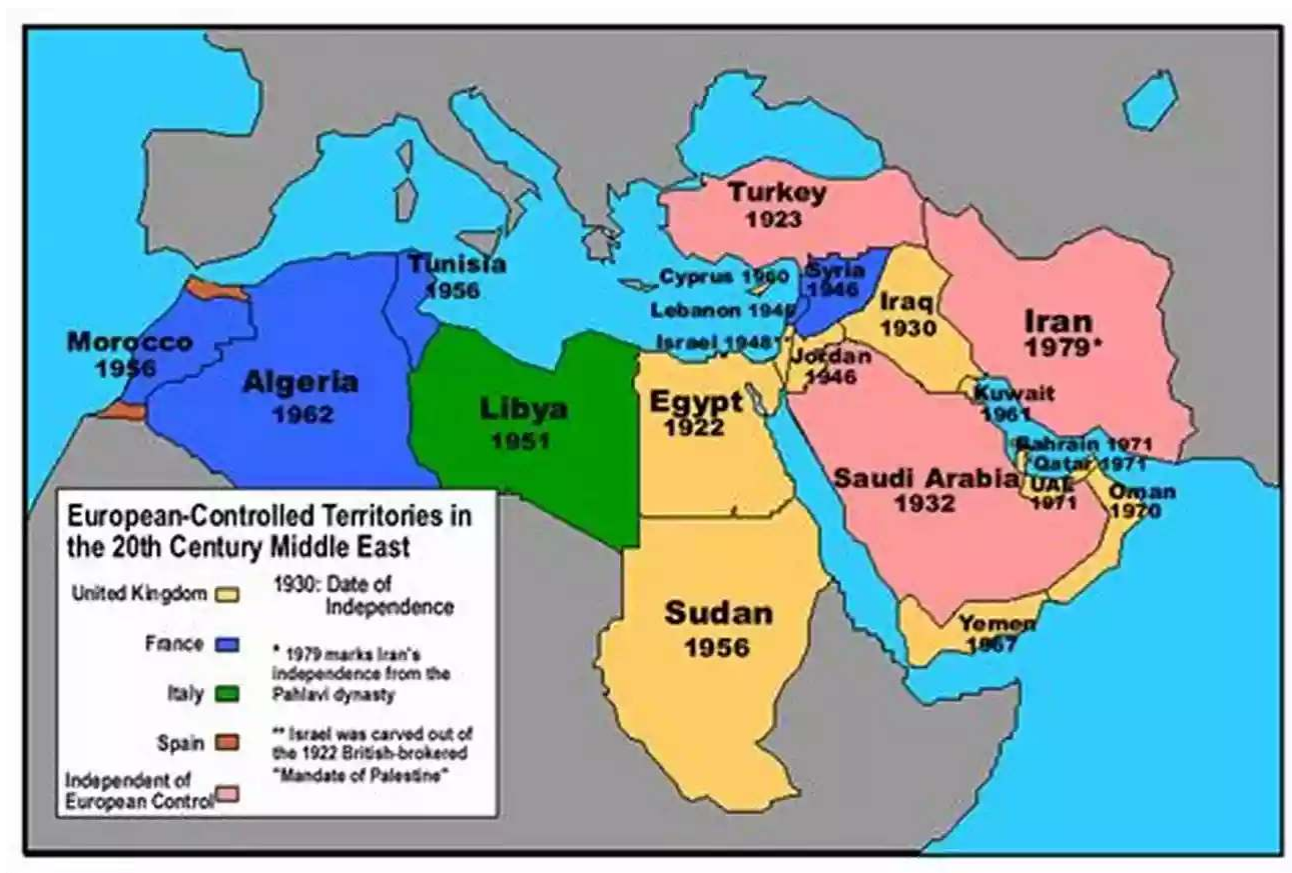 Turkey
1923
Tunisia
1956
Cyprus 1960
Syria
1946
Lebanon 1946
Iraq
1930
Iran
1979*
Morocco
1956
Israel 1948**
Jordan
1946
Algeria
1962
Libya
1951
Egypt
1922
Kuwait
1961
Bahrain 1971
Qatar 1971
Saudi Arabia
1932
UAE
1971
Oman
1970
European-Controlled Territories in
the 20th Century Middle East
United Kingdom
France
Italy
Spain
Independent of
European Control
1930: Date of
Independence
* 1979 marks Iran's
independence from the
Pahlavi dynasty
** Israel was carved out of
the 1922 British-brokered
"Mandate of Palestine"
Sudan
1956
Yemen
1967